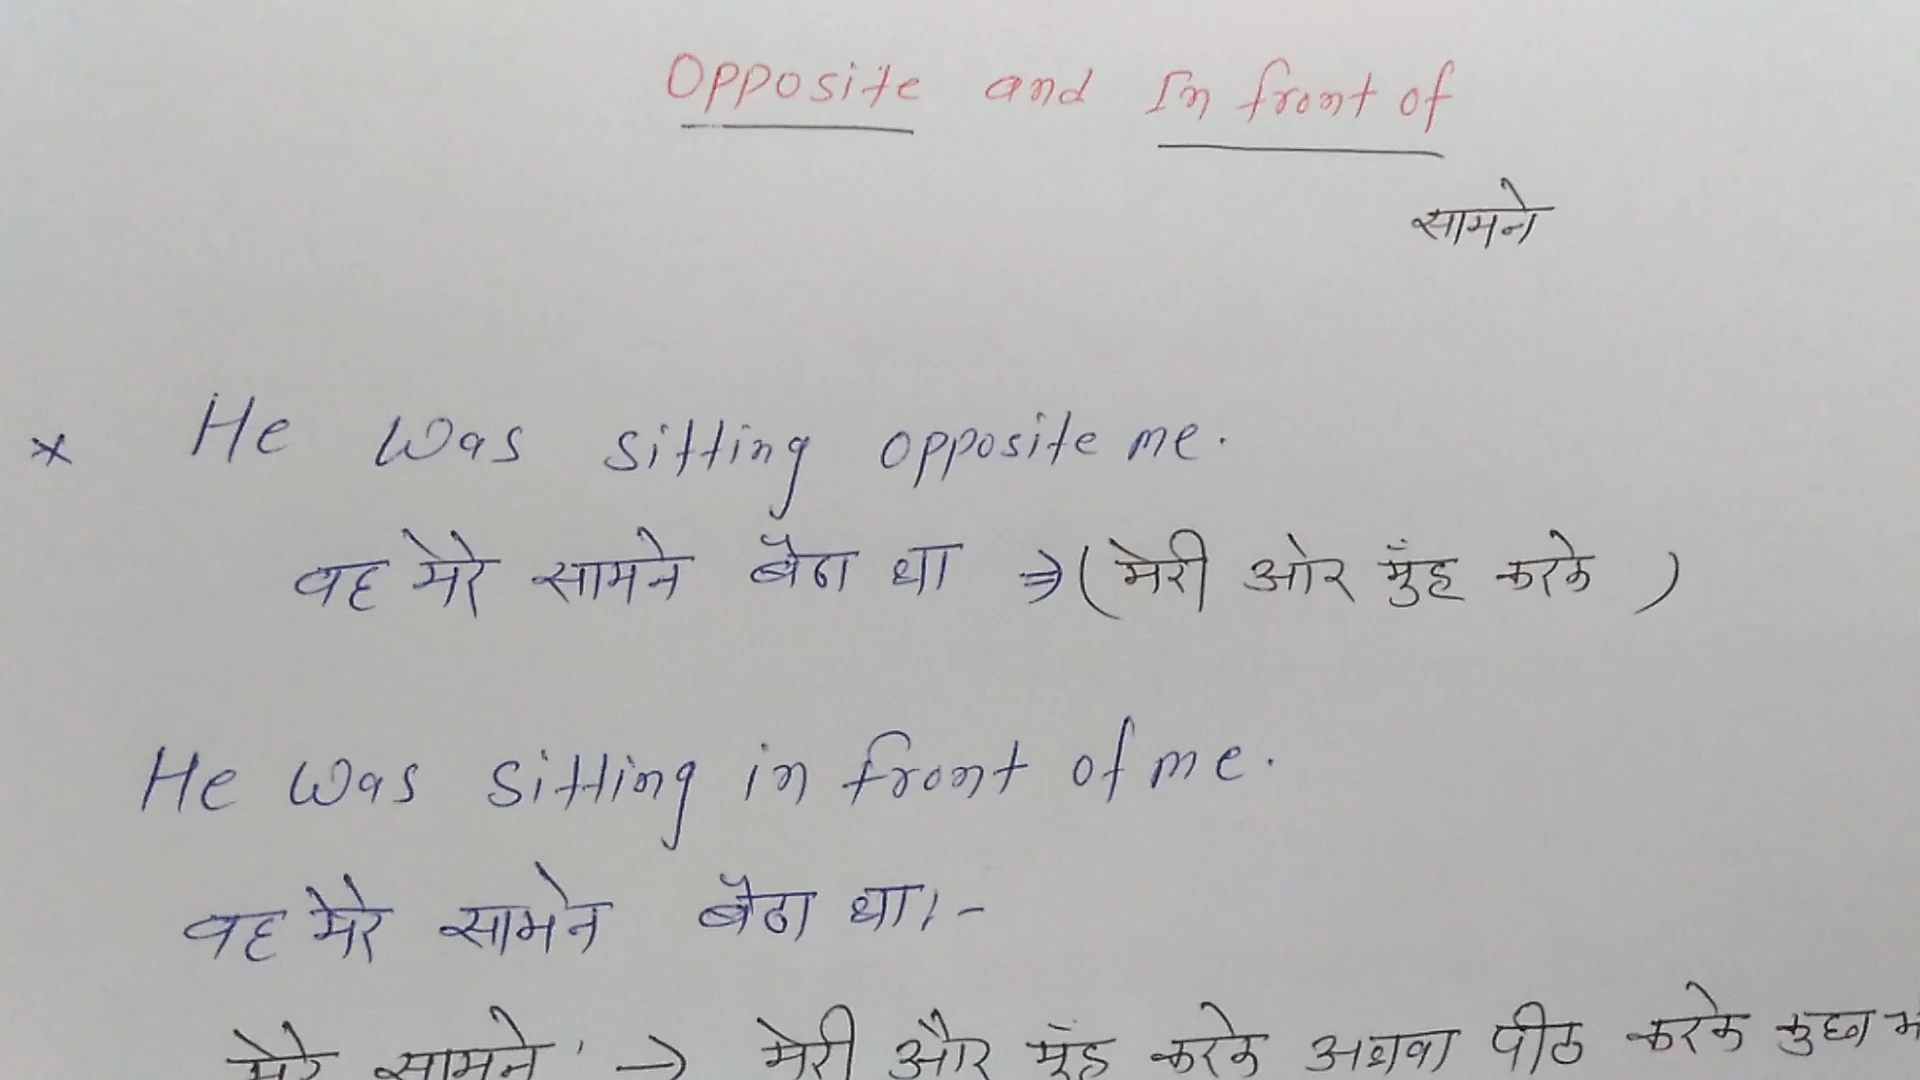 Opposite and In front of
सामने
* He was sitting opposite me.
वह मेरे सामने बैठा था ⇒ (मेरी ओर मुँह करके )
He was sitting in front of me.
वह मेरे सामेन बैठा था। -
मेरे सामने' → मेरी और मुँह करके अथवा पीठ करके कुछ